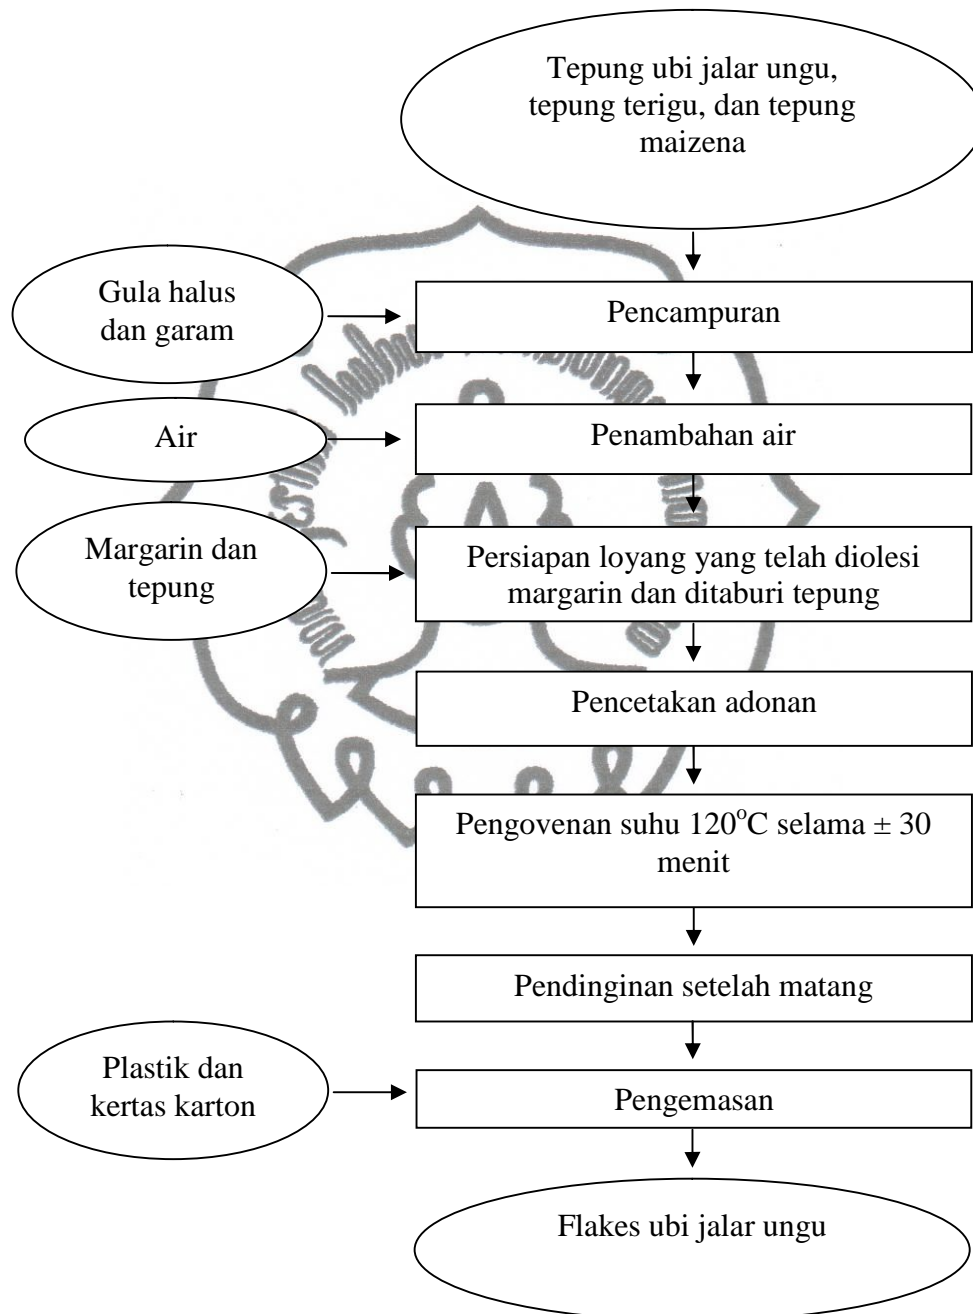 Tepung ubi jalar ungu,
tepung terigu, dan tepung
maizena
Gula halus
dan garam
Pencampuran
Air
Penambahan air
Margarin dan
tepung
Persiapan loyang yang telah diolesi
margarin dan ditaburi tepung
Pencetakan adonan
Pengovenan suhu 120°C selama ± 30
menit
Pendinginan setelah matang
Plastik dan
kertas karton
Pengemasan
Flakes ubi jalar ungu